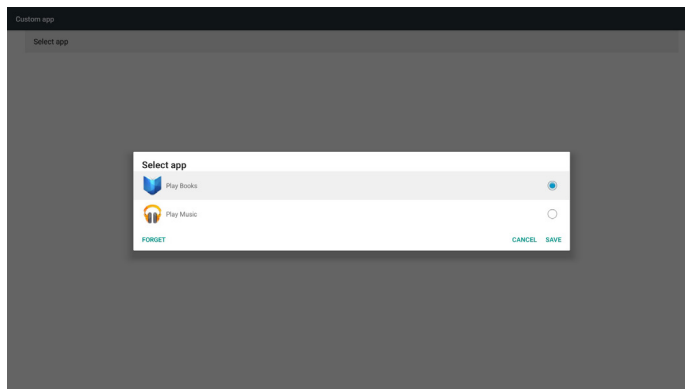 Custom app
Select app
Select app
Play Books
Play Music
FORGET
CANCEL SAVE